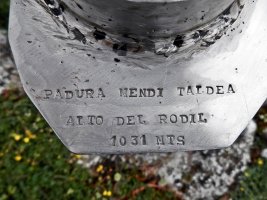 PADURA MENDI TALDEA
ALTO DEL RODIL
1031 MTS